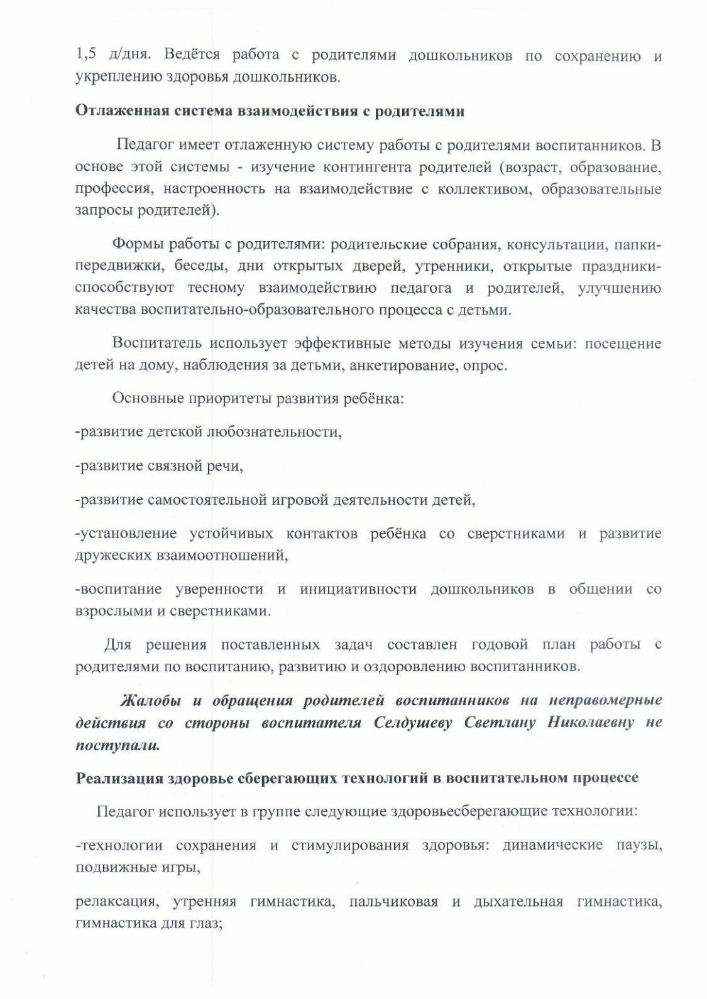 1,5 д/дня. Ведётся работа с родителями дошкольников по сохранению и
укреплению здоровья дошкольников.
Отлаженная система взаимодействия с родителями
Педагог имеет отлаженную систему работы с родителями воспитанников. В
основе этой системы - изучение контингента родителей (возраст, образование,
профессия, настроенность на взаимодействие с коллективом, образовательные
запросы родителей).
Формы работы с родителями: родительские собрания, консультации, папки-
передвижки, беседы, дни открытых дверей, утренники, открытые праздники-
способствуют тесному взаимодействию педагога и родителей, улучшению
качества воспитательно-образовательного процесса с детьми.
Воспитатель использует эффективные методы изучения семьи: посещение
детей на дому, наблюдения за детьми, анкетирование, опрос.
Основные приоритеты развития ребёнка:
-развитие детской любознательности,
-развитие связной речи,
-развитие самостоятельной игровой деятельности детей,
-установление устойчивых контактов ребёнка со сверстниками и развитие
дружеских взаимоотношений,
-воспитание уверенности и инициативности дошкольников в общении со
взрослыми и сверстниками.
Для решения поставленных задач составлен годовой план работы с
родителями по воспитанию, развитию и оздоровлению воспитанников.
Жалобы и обращения родителей воспитанников на неправомерные
действия со стороны воспитателя Селдушеву Светлану Николаевну не
поступали.
Реализация здоровье сберегающих технологий в воспитательном процессе
Педагог использует в группе следующие здоровьесберегающие технологии:
-технологии сохранения и стимулирования здоровья: динамические паузы,
подвижные игры,
релаксация, утренняя гимнастика, пальчиковая и дыхательная гимнастика,
гимнастика для глаз;